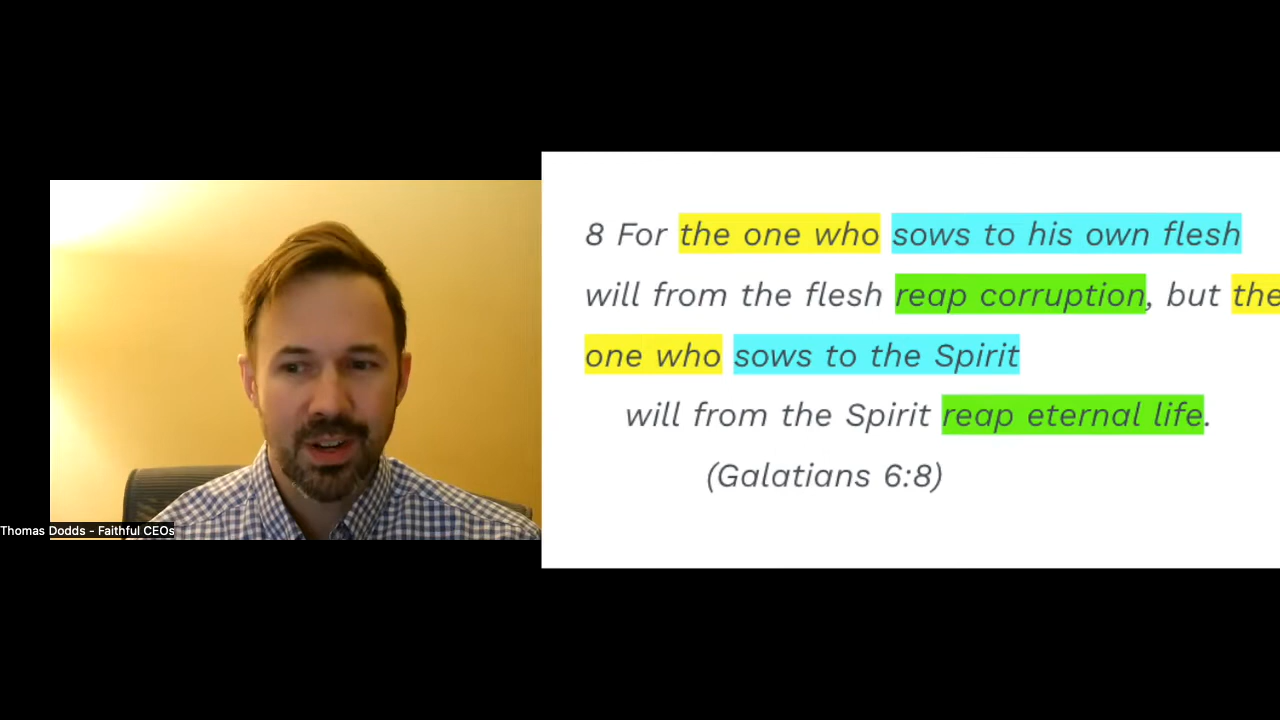 8 For the one who sows to his own flesh
will from the flesh reap corruption, but the
one who sows to the Spirit
will from the Spirit reap eternal life.
(Galatians 6:8)
Thomas Dodds - Faithful CEOs